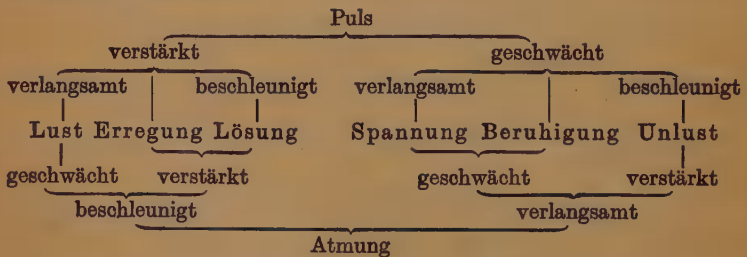 Puls
verstärkt geschwächt
verlangsamt beschleunigt verlangsamt beschleunigt
Lust Erregung Lösung Spannung Beruhigung Unlust
geschwächt verstärkt geschwächt verstärkt
beschleunigt verlangsamt
Atmung